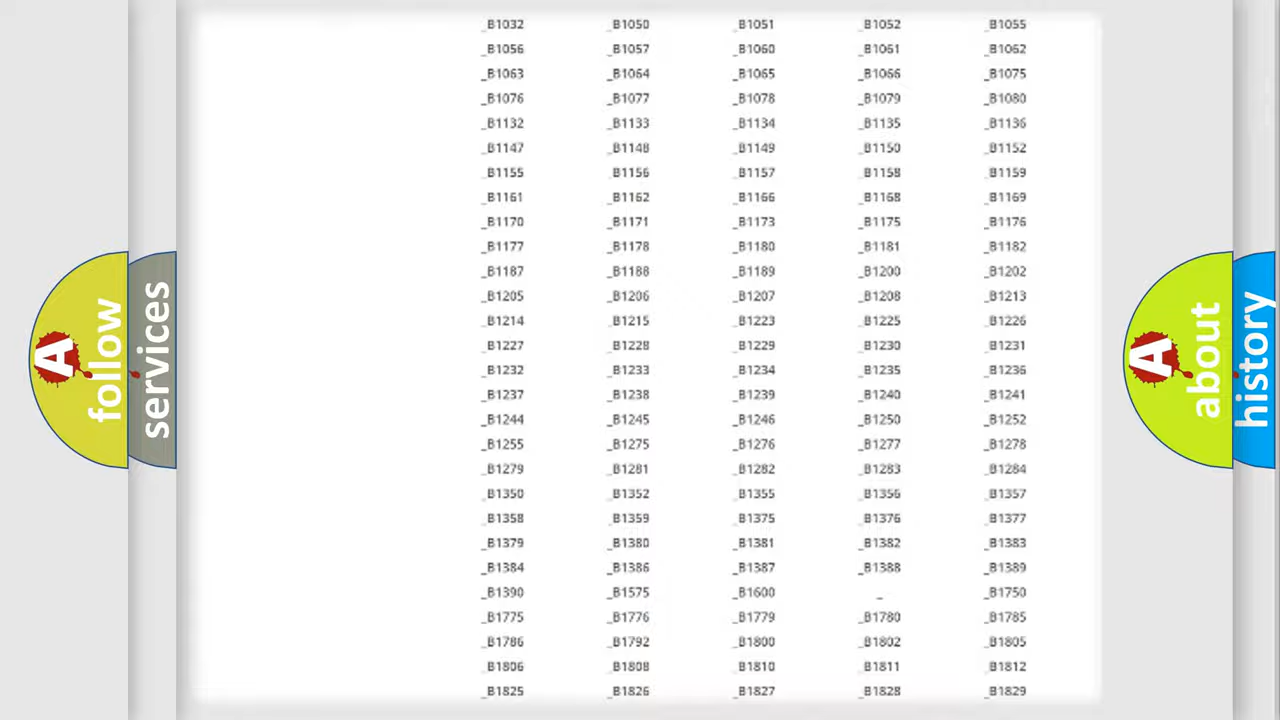 _B1032 _B1050 _B1051 _B1052 _B1055
_B1056 _B1057 _B1060 _B1061 _B1062
_B1063 _B1064 _B1065 _B1066 _B1075
_B1076 _B1077 _B1078 _B1079 _B1080
_B1132 _B1133 _B1134 _B1135 _B1136
_B1147 _B1148 _B1149 _B1150 _B1152
_B1155 _B1156 _B1157 _B1158 _B1159
_B1161 _B1162 _B1166 _B1168 _B1169
_B1170 _B1171 _B1173 _B1175 _B1176
_B1177 _B1178 _B1180 _B1181 _B1182
_B1187 _B1188 _B1189 _B1200 _B1202
_B1205 _B1206 _B1207 _B1208 _B1213
_B1214 _B1215 _B1223 _B1225 _B1226
_B1227 _B1228 _B1229 _B1230 _B1231
_B1232 _B1233 _B1234 _B1235 _B1236
_B1237 _B1238 _B1239 _B1240 _B1241
_B1244 _B1245 _B1246 _B1250 _B1252
_B1255 _B1275 _B1276 _B1277 _B1278
_B1279 _B1281 _B1282 _B1283 _B1284
_B1350 _B1352 _B1355 _B1356 _B1357
_B1358 _B1359 _B1375 _B1376 _B1377
_B1379 _B1380 _B1381 _B1382 _B1383
_B1384 _B1386 _B1387 _B1388 _B1389
_B1390 _B1575 _B1600 _ _B1750
_B1775 _B1776 _B1779 _B1780 _B1785
_B1786 _B1792 _B1800 _B1802 _B1805
_B1806 _B1808 _B1810 _B1811 _B1812
_B1825 _B1826 _B1827 _B1828 _B1829
A follow
services
A about
history